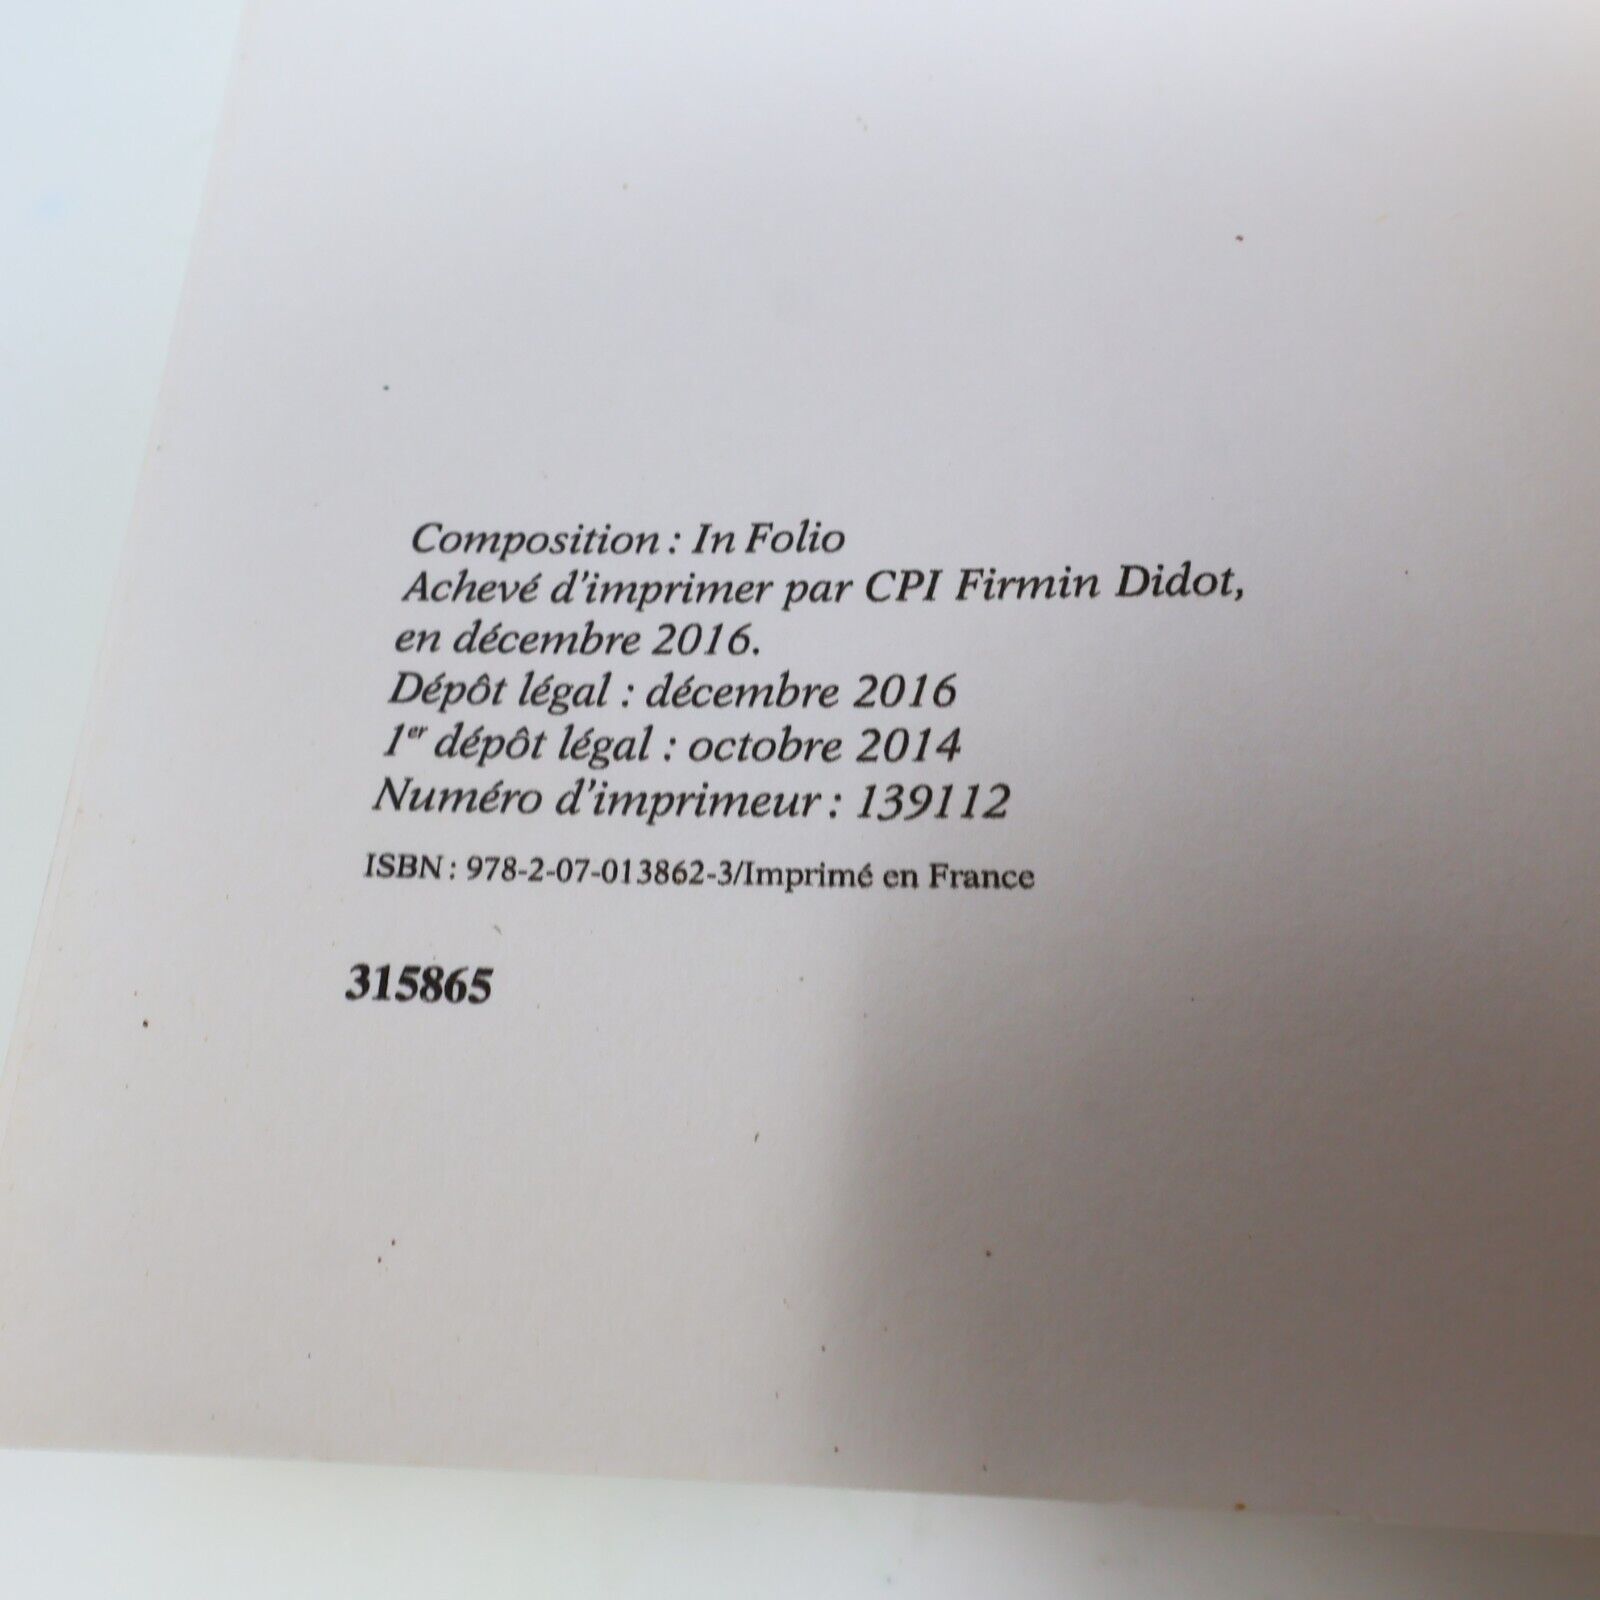 Composition : In Folio
Achevé d'imprimer par CPI Firmin Didot,
en décembre 2016.
Dépôt légal : décembre 2016
1er dépôt légal : octobre 2014
Numéro d'imprimeur : 139112
ISBN : 978-2-07-013862-3/Imprimé en France
315865